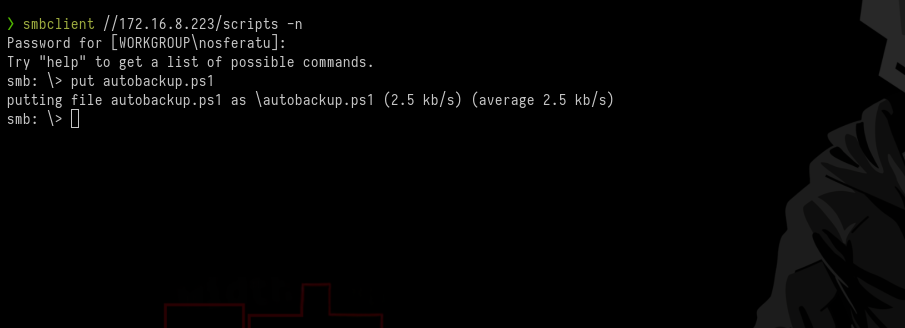 ❯ smbclient //172.16.8.223/scripts -n
Password for [WORKGROUP\nosferatu]:
Try "help" to get a list of possible commands.
smb: \> put autobackup.ps1
putting file autobackup.ps1 as \autobackup.ps1 (2.5 kb/s) (average 2.5 kb/s)
smb: \>